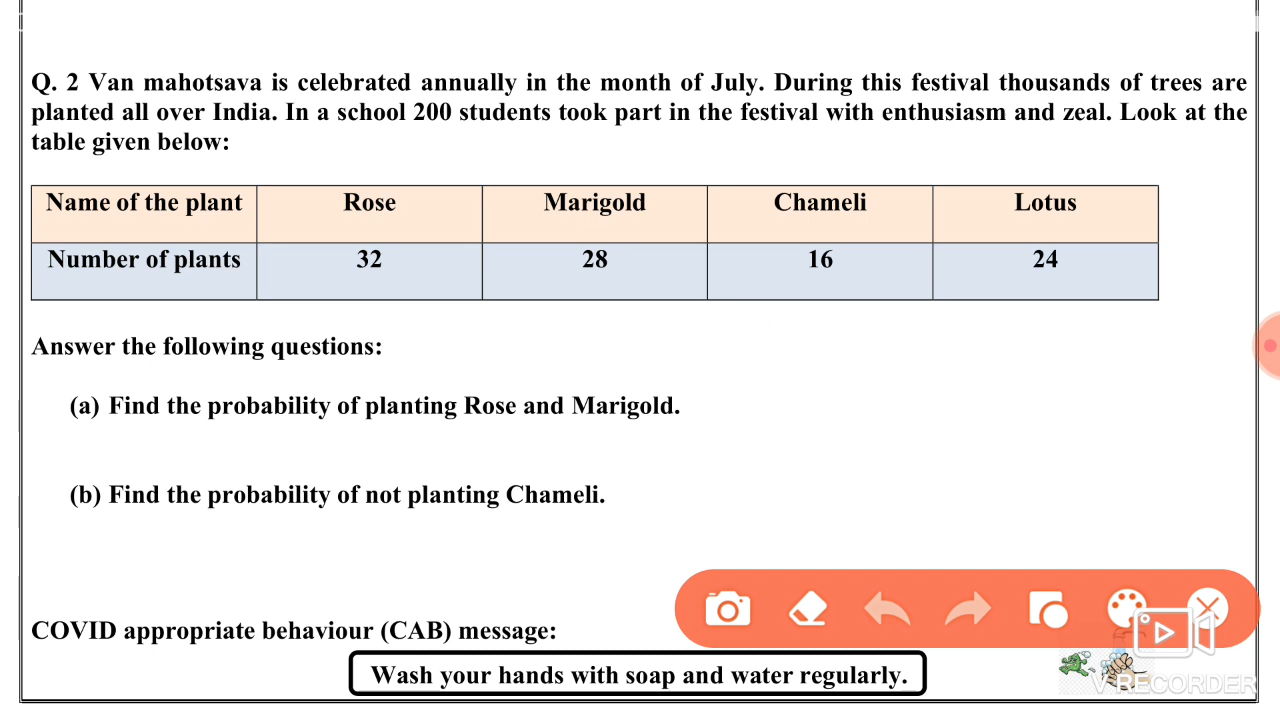 Q. 2 Van mahotsava is celebrated annually in the month of July. During this festival thousands of trees are
planted all over India. In a school 200 students took part in the festival with enthusiasm and zeal. Look at the
table given below:
Name of the plant Rose Marigold Chameli Lotus
Number of plants 32 28 16 24
Answer the following questions:
(a) Find the probability of planting Rose and Marigold.
(b) Find the probability of not planting Chameli.
COVID appropriate behaviour (CAB) message:
Wash your hands with soap and water regularly.
V RECORDER